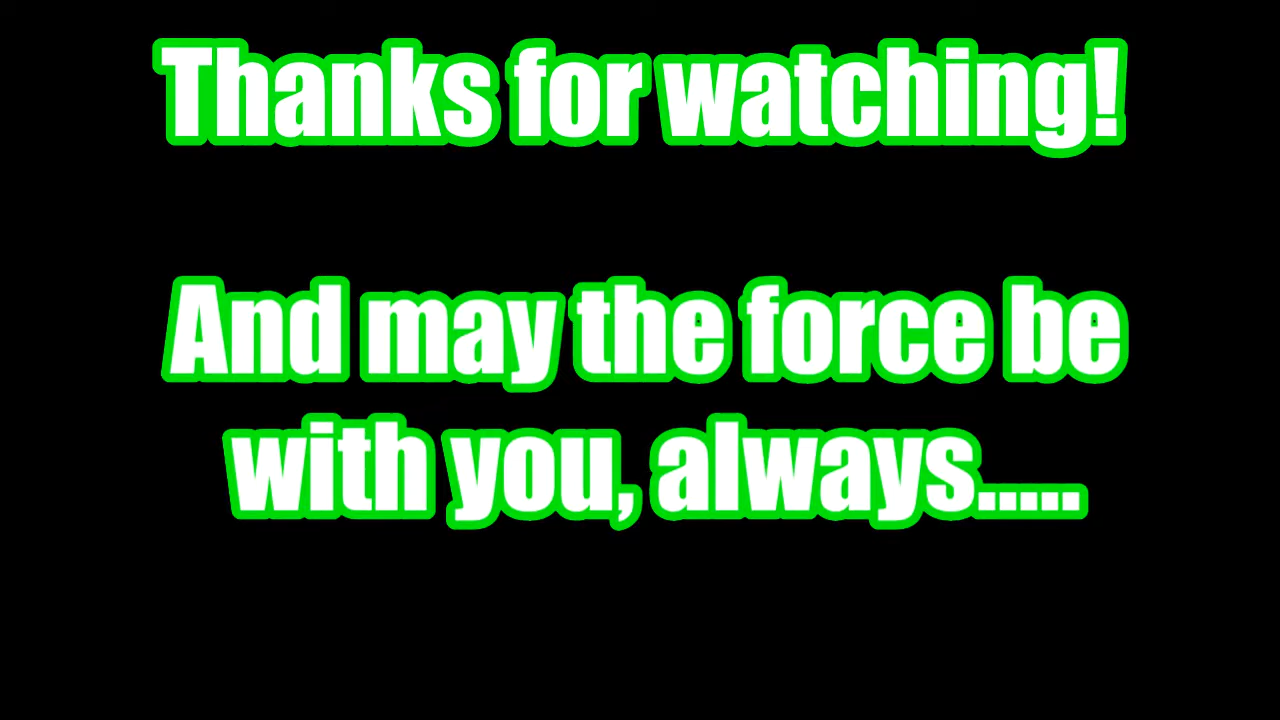 Thanks for watching!
And may the force be
with you, always.....